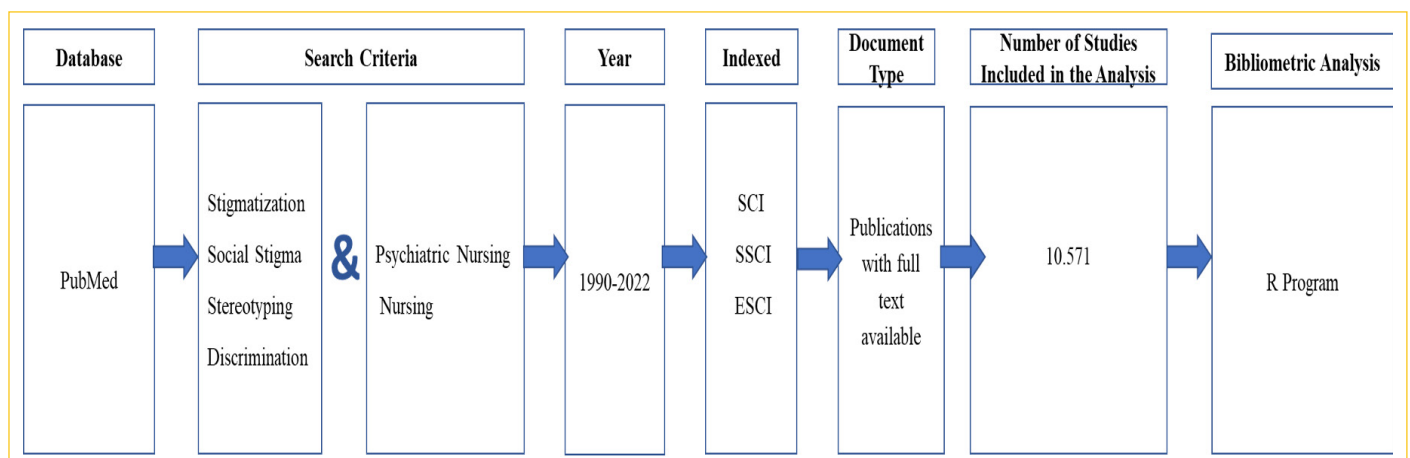 Database
Search Criteria
Year
Indexed
Document
Type
Number of Studies
Included in the Analysis
Bibliometric Analysis
PubMed
Stigmatization
Social Stigma
Stereotyping
Discrimination
&
Psychiatric Nursing
Nursing
1990-2022
SCI
SSCI
ESCI
Publications
with full
text
available
10.571
R Program